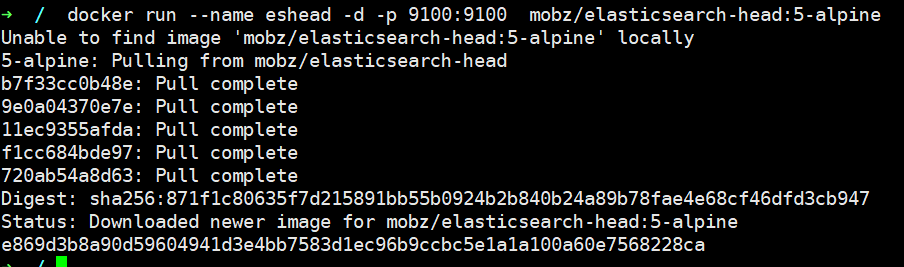 ➜  /  docker run --name eshead -d -p 9100:9100  mobz/elasticsearch-head:5-alpine
Unable to find image 'mobz/elasticsearch-head:5-alpine' locally
5-alpine: Pulling from mobz/elasticsearch-head
b7f33cc0b48e: Pull complete
9e0a04370e7e: Pull complete
11ec9355afda: Pull complete
f1cc684bde97: Pull complete
720ab54a8d63: Pull complete
Digest: sha256:871f1c80635f7d215891bb55b0924b2b840b24a89b78fae4e68cf46dfd3cb947
Status: Downloaded newer image for mobz/elasticsearch-head:5-alpine
e869d3b8a90d59604941d3e4bb7583d1ec96b9ccbc5e1a1a100a60e7568228ca
➜  /